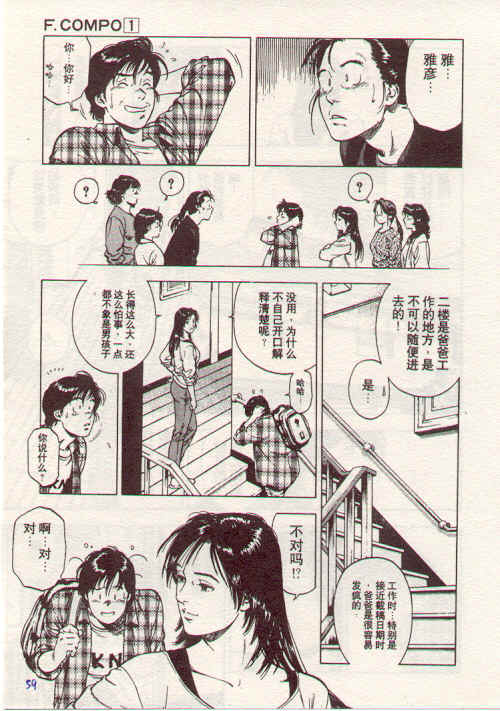 F.COMPO 1
雅…
雅彦…
你…你好
哈哈…
?
?
?
二楼是爸爸工
作的地方，是
不可以随便进
去的！
是…
没用，为什么
不自己开口解
释清楚呢？
哈哈…
长得这么大，还
这么怕事，一点
都不象是男孩子
你说什么？
工作时…特别是
接近截稿日期时
，爸爸是很容易
发疯的．
不对吗!?
啊…对…
对…
KN
KN
59